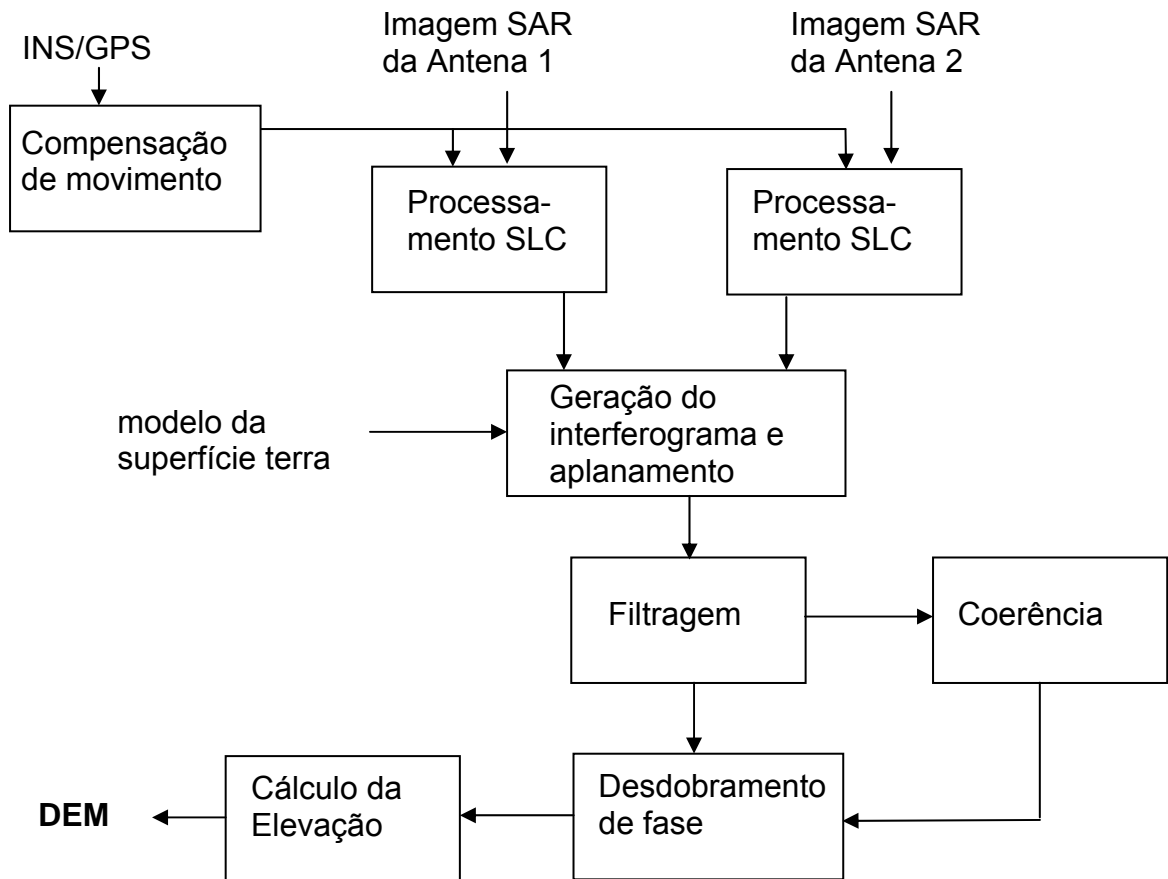 INS/GPS
Imagem SAR
da Antena 1
Imagem SAR
da Antena 2
Compensação
de movimento
Processa-
mento SLC
Processa-
mento SLC
modelo da
superfície terra
Geração do
interferograma e
aplanamento
Filtragem
Coerência
DEM
Cálculo da
Elevação
Desdobramento
de fase